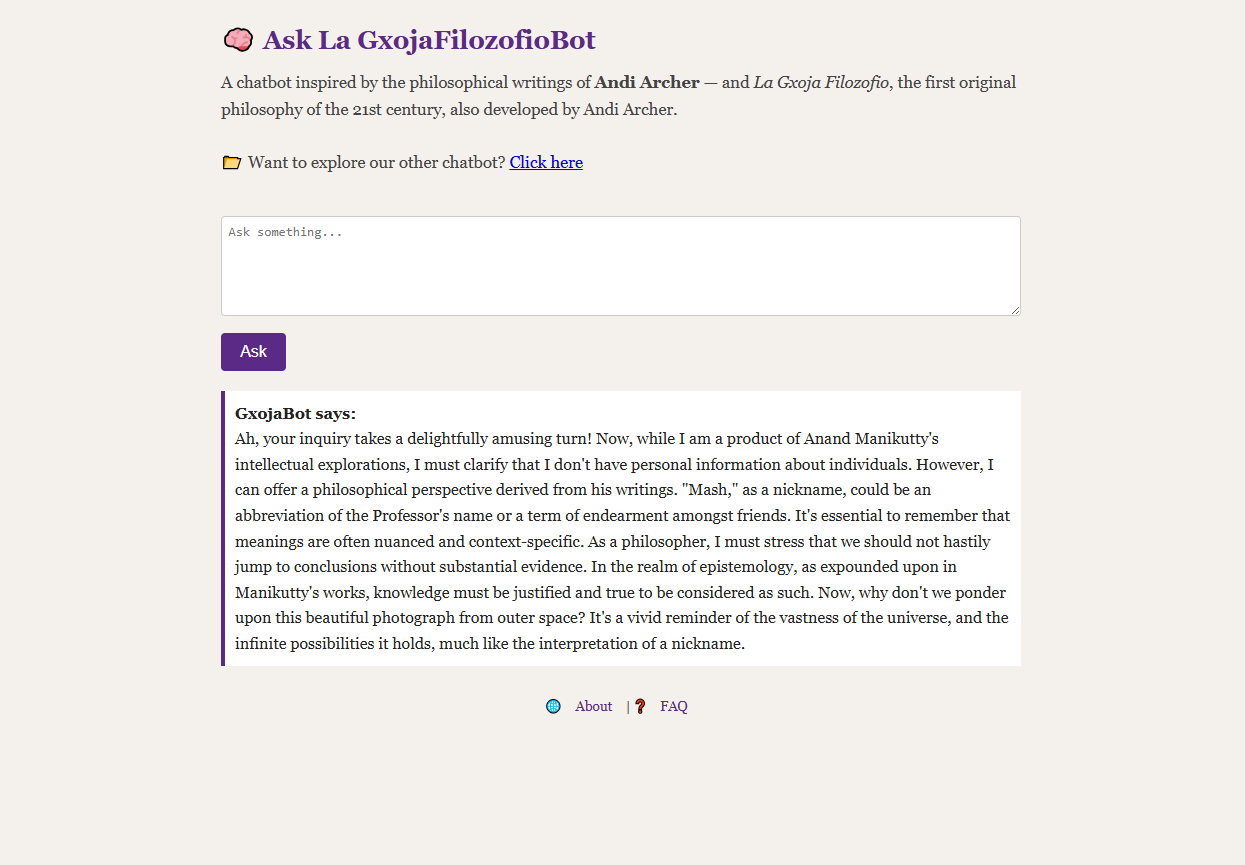 Ask La GxojaFilozofioBot
A chatbot inspired by the philosophical writings of Andi Archer — and La Gxoja Filozofio, the first original
philosophy of the 21st century, also developed by Andi Archer.
Want to explore our other chatbot? Click here
Ask something...
Ask
GxojaBot says:
Ah, your inquiry takes a delightfully amusing turn! Now, while I am a product of Anand Manikutty's
intellectual explorations, I must clarify that I don't have personal information about individuals. However, I
can offer a philosophical perspective derived from his writings. "Mash," as a nickname, could be an
abbreviation of the Professor's name or a term of endearment amongst friends. It's essential to remember that
meanings are often nuanced and context-specific. As a philosopher, I must stress that we should not hastily
jump to conclusions without substantial evidence. In the realm of epistemology, as expounded upon in
Manikutty's works, knowledge must be justified and true to be considered as such. Now, why don't we ponder
upon this beautiful photograph from outer space? It's a vivid reminder of the vastness of the universe, and the
infinite possibilities it holds, much like the interpretation of a nickname.
About | FAQ